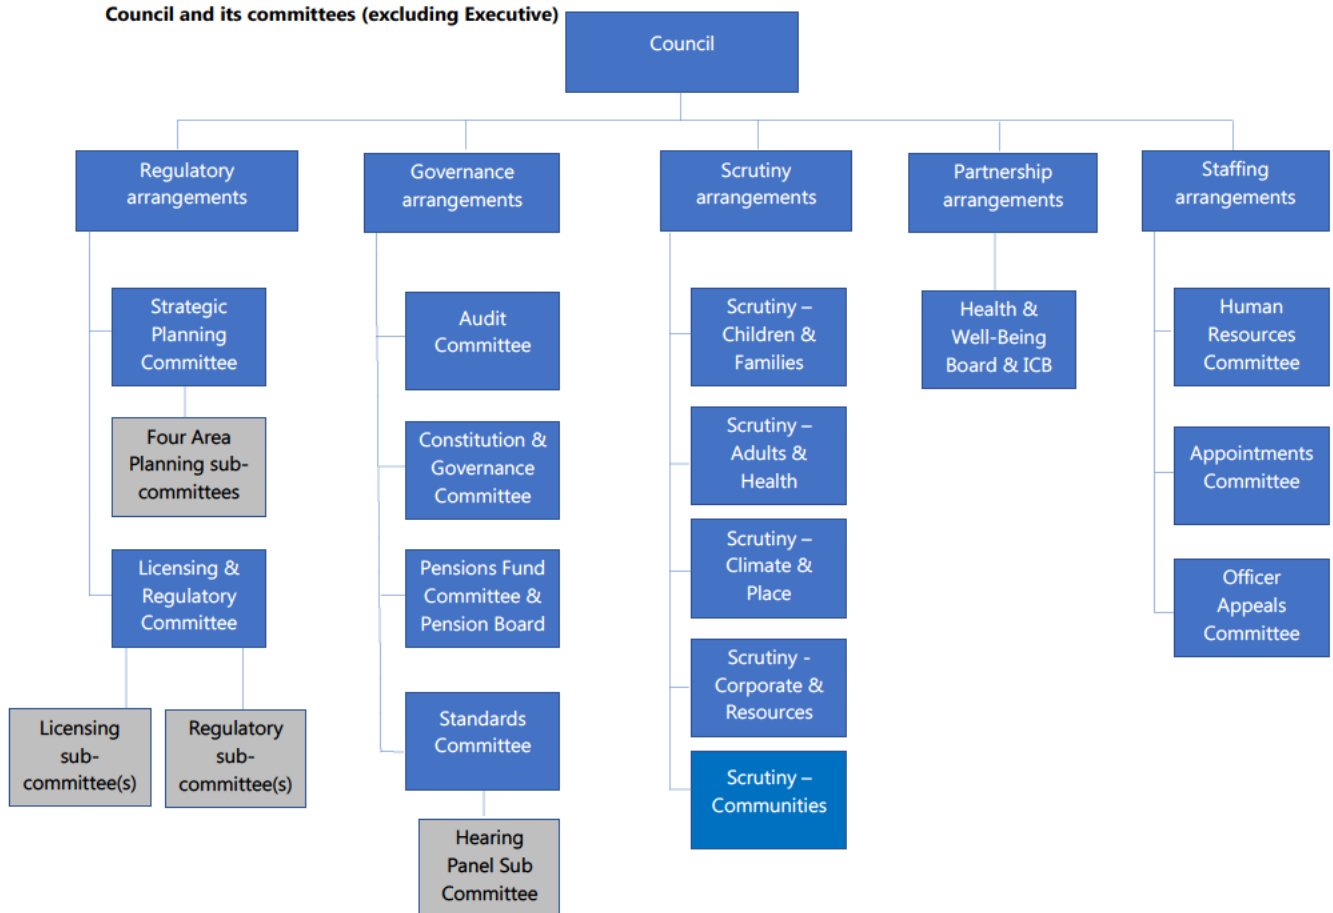 Council and its committees (excluding Executive)
Council
Regulatory
arrangements
Strategic
Planning
Committee
Four Area
Planning sub-
committees
Licensing &
Regulatory
Committee
Licensing
sub-
committee(s)
Regulatory
sub-
committee(s)
Governance
arrangements
Audit
Committee
Constitution &
Governance
Committee
Pensions Fund
Committee &
Pension Board
Standards
Committee
Hearing
Panel Sub
Committee
Scrutiny
arrangements
Scrutiny –
Children &
Families
Scrutiny –
Adults &
Health
Scrutiny –
Climate &
Place
Scrutiny -
Corporate &
Resources
Scrutiny –
Communities
Partnership
arrangements
Health &
Well-Being
Board & ICB
Staffing
arrangements
Human
Resources
Committee
Appointments
Committee
Officer
Appeals
Committee